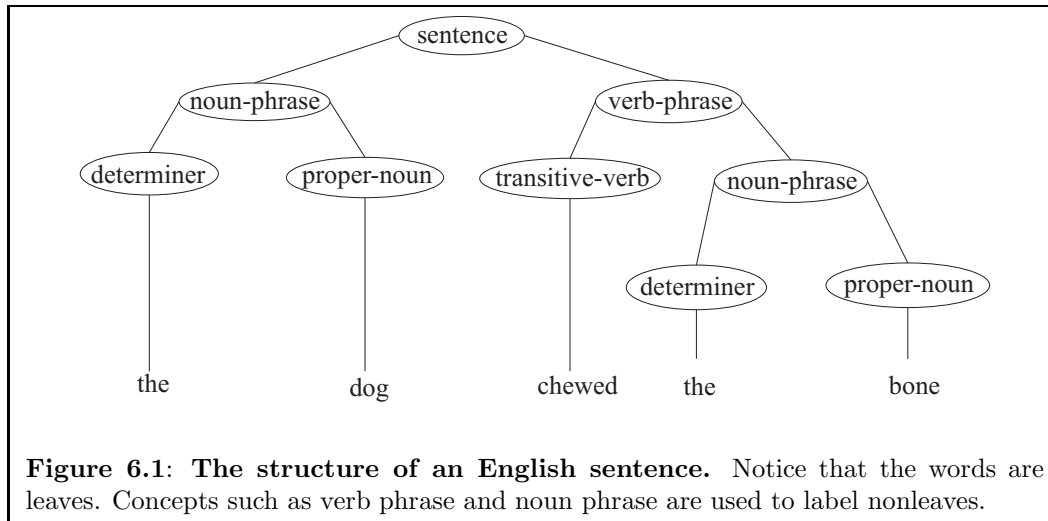 sentence
noun-phrase verb-phrase
determiner proper-noun transitive-verb noun-phrase
determiner proper-noun
the dog chewed the bone
Figure 6.1: The structure of an English sentence. Notice that the words are
leaves. Concepts such as verb phrase and noun phrase are used to label nonleaves.